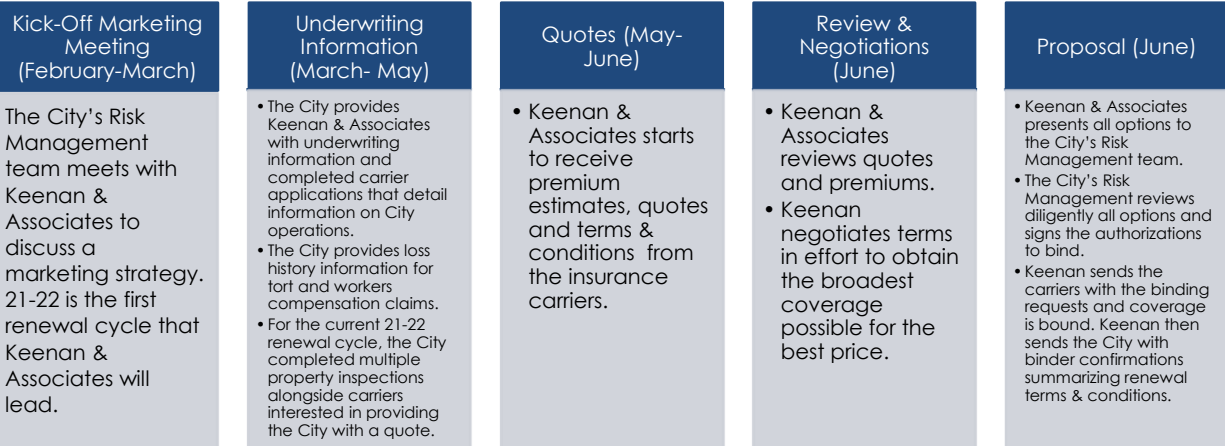 Kick-Off Marketing
Meeting
(February-March)
The City's Risk
Management
team meets with
Keenan &
Associates to
discuss a
marketing strategy.
21-22 is the first
renewal cycle that
Keenan &
Associates will
lead.
Underwriting
Information
(March- May)
• The City provides
Keenan & Associates
with underwriting
information and
completed carrier
applications that detail
information on City
operations.
• The City provides loss
history information for
tort and workers
compensation claims.
• For the current 21-22
renewal cycle, the City
completed multiple
property inspections
alongside carriers
interested in providing
the City with a quote.
Quotes (May-
June)
• Keenan &
Associates starts
to receive
premium
estimates, quotes
and terms &
conditions from
the insurance
carriers.
Review &
Negotiations
(June)
• Keenan &
Associates
reviews quotes
and premiums.
• Keenan
negotiates terms
in effort to obtain
the broadest
coverage
possible for the
best price.
Proposal (June)
• Keenan & Associates
presents all options to
the City's Risk
Management team.
• The City's Risk
Management reviews
diligently all options and
signs the authorizations
to bind.
• Keenan sends the
carriers with the binding
requests and coverage
is bound. Keenan then
sends the City with
binder confirmations
summarizing renewal
terms & conditions.